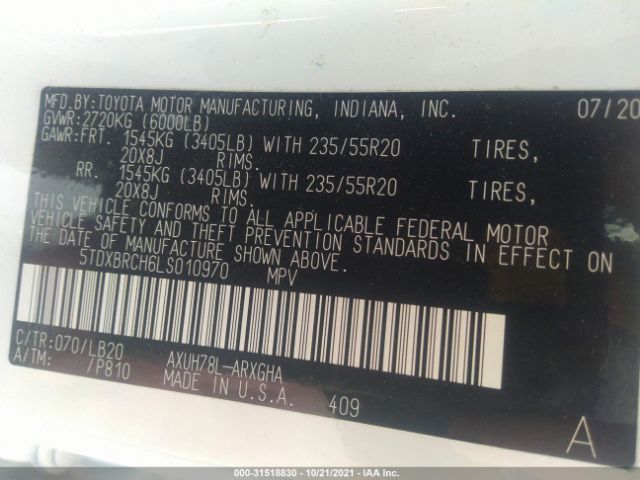 MFD.BY:TOYOTA MOTOR MANUFACTURING, INDIANA, INC. 07/20
GVWR:2720KG (6000LB)
GAWR:FRT. 1545KG (3405LB) WITH 235/55R20 TIRES,
20X8J RIMS.
RR. 1545KG (3405LB) WITH 235/55R20 TIRES,
20X8J RIMS.
THIS VEHICLE CONFORMS TO ALL APPLICABLE FEDERAL MOTOR
VEHICLE SAFETY AND THEFT PREVENTION STANDARDS IN EFFECT ON
THE DATE OF MANUFACTURE SHOWN ABOVE.
5TDXBRCH6LS010970 MPV
C/TR:070/LB20 AXUH78L-ARXGHA
A/TM: /P810 MADE IN U.S.A.
409
A
000-31518830 - 10/21/2021 - IAA Inc.